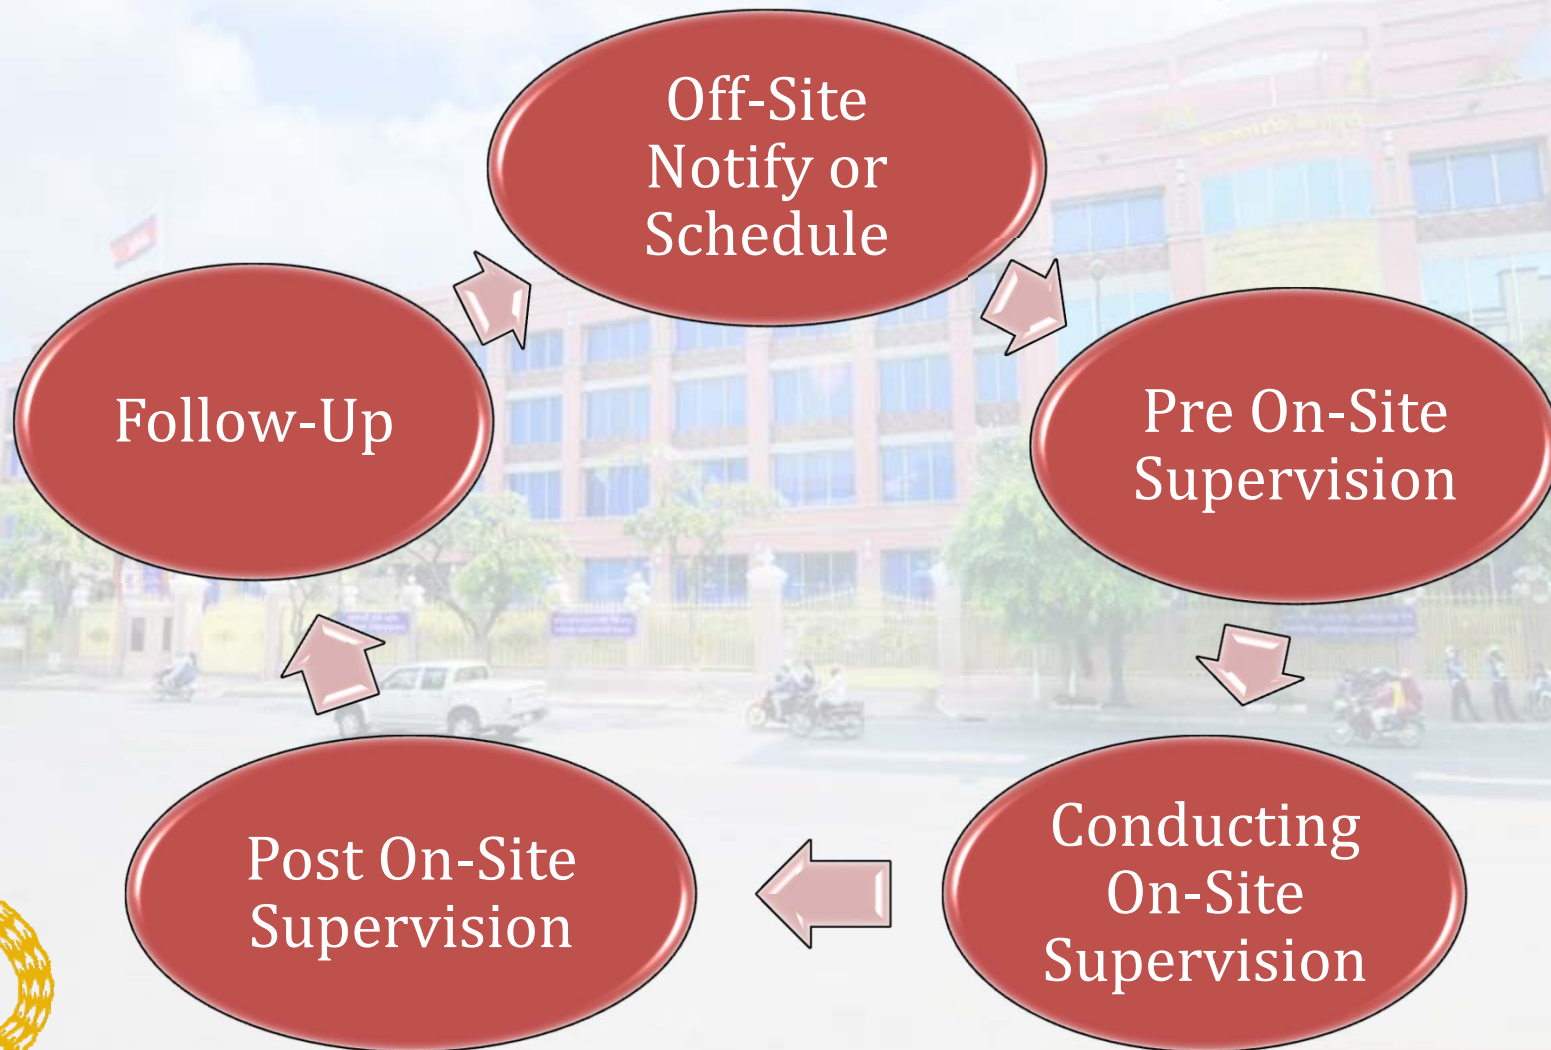 Off-Site
Notify or
Schedule
Pre On-Site
Supervision
Conducting
On-Site
Supervision
Post On-Site
Supervision
Follow-Up